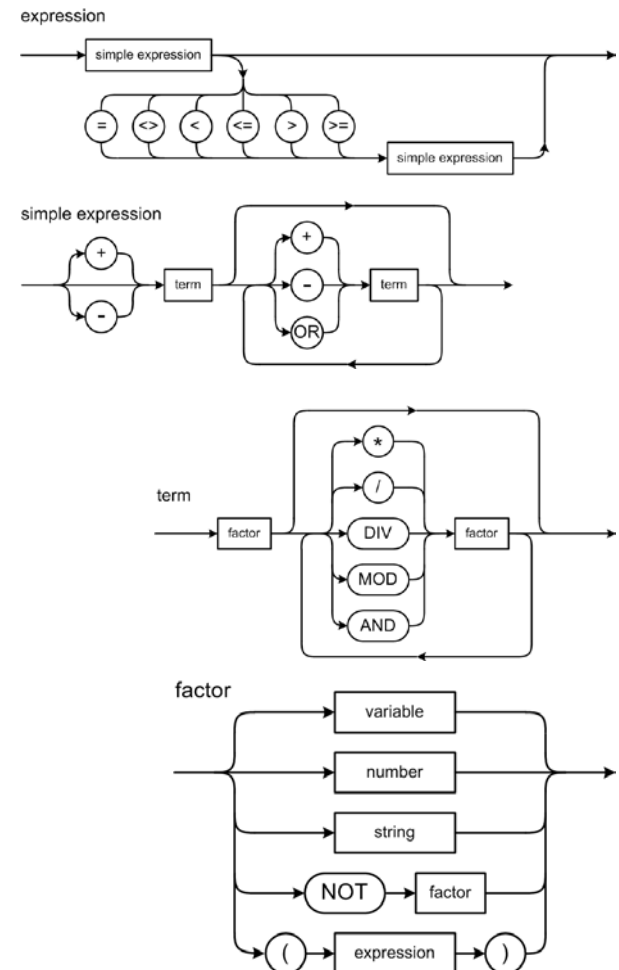 expression
simple expression
= <> < <= > >=
simple expression
simple expression
+
+
term
-
term
-
OR
*
/
term
factor
DIV
factor
MOD
AND
factor
variable
number
string
NOT factor
( expression )